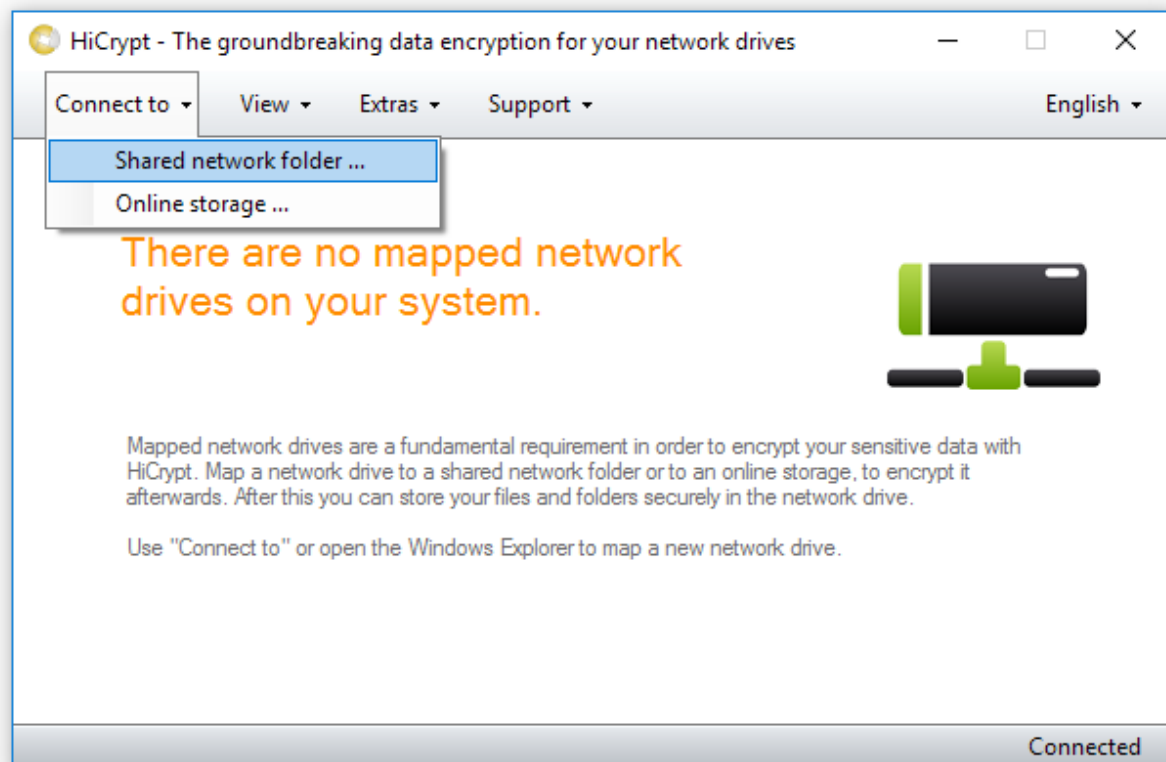 HiCrypt - The groundbreaking data encryption for your network drives
Connect to View Extras Support English
Shared network folder ...
Online storage ...
There are no mapped network
drives on your system.
Mapped network drives are a fundamental requirement in order to encrypt your sensitive data with
HiCrypt. Map a network drive to a shared network folder or to an online storage, to encrypt it
afterwards. After this you can store your files and folders securely in the network drive.
Use "Connect to" or open the Windows Explorer to map a new network drive.
Connected